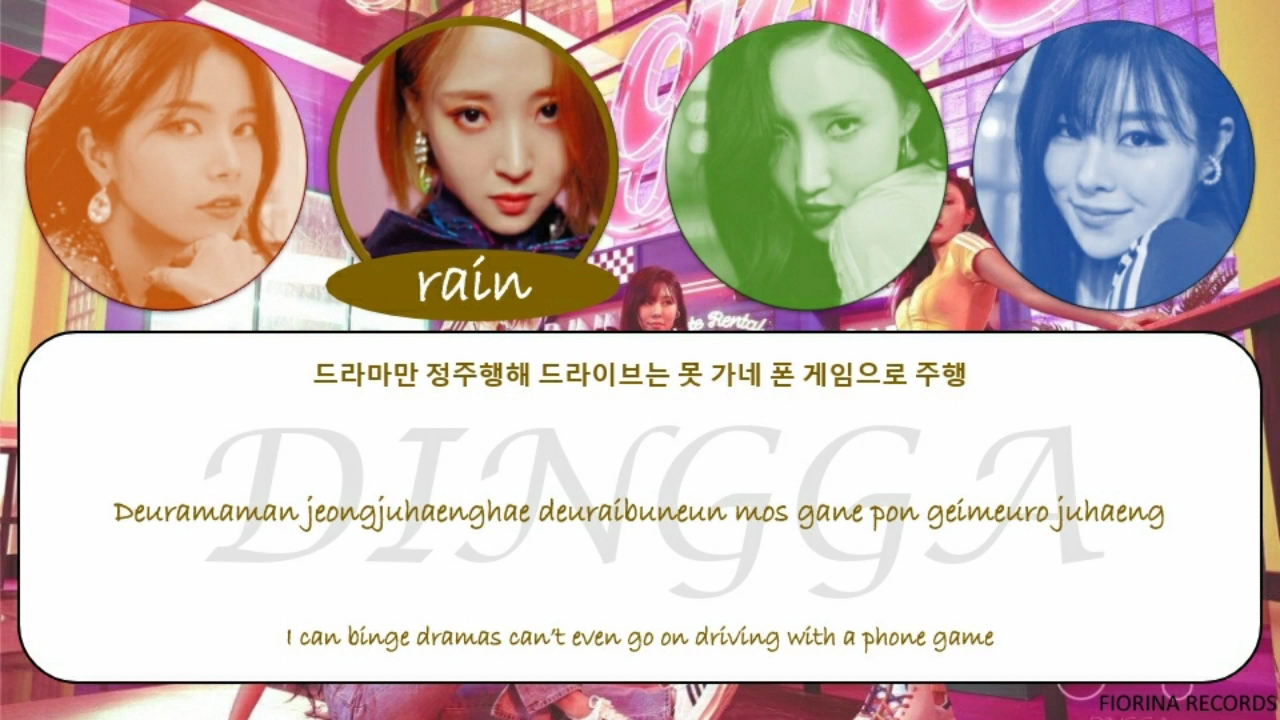 rain
드라마만 정주행해 드라이브는 못 가네 폰 게임으로 주행
DINGGA
Deuramaman jeongjuhaenghae deuraibuneun mos gane pon geimeuro juhaeng
I can binge dramas can't even go on driving with a phone game
FIORINA RECORDS